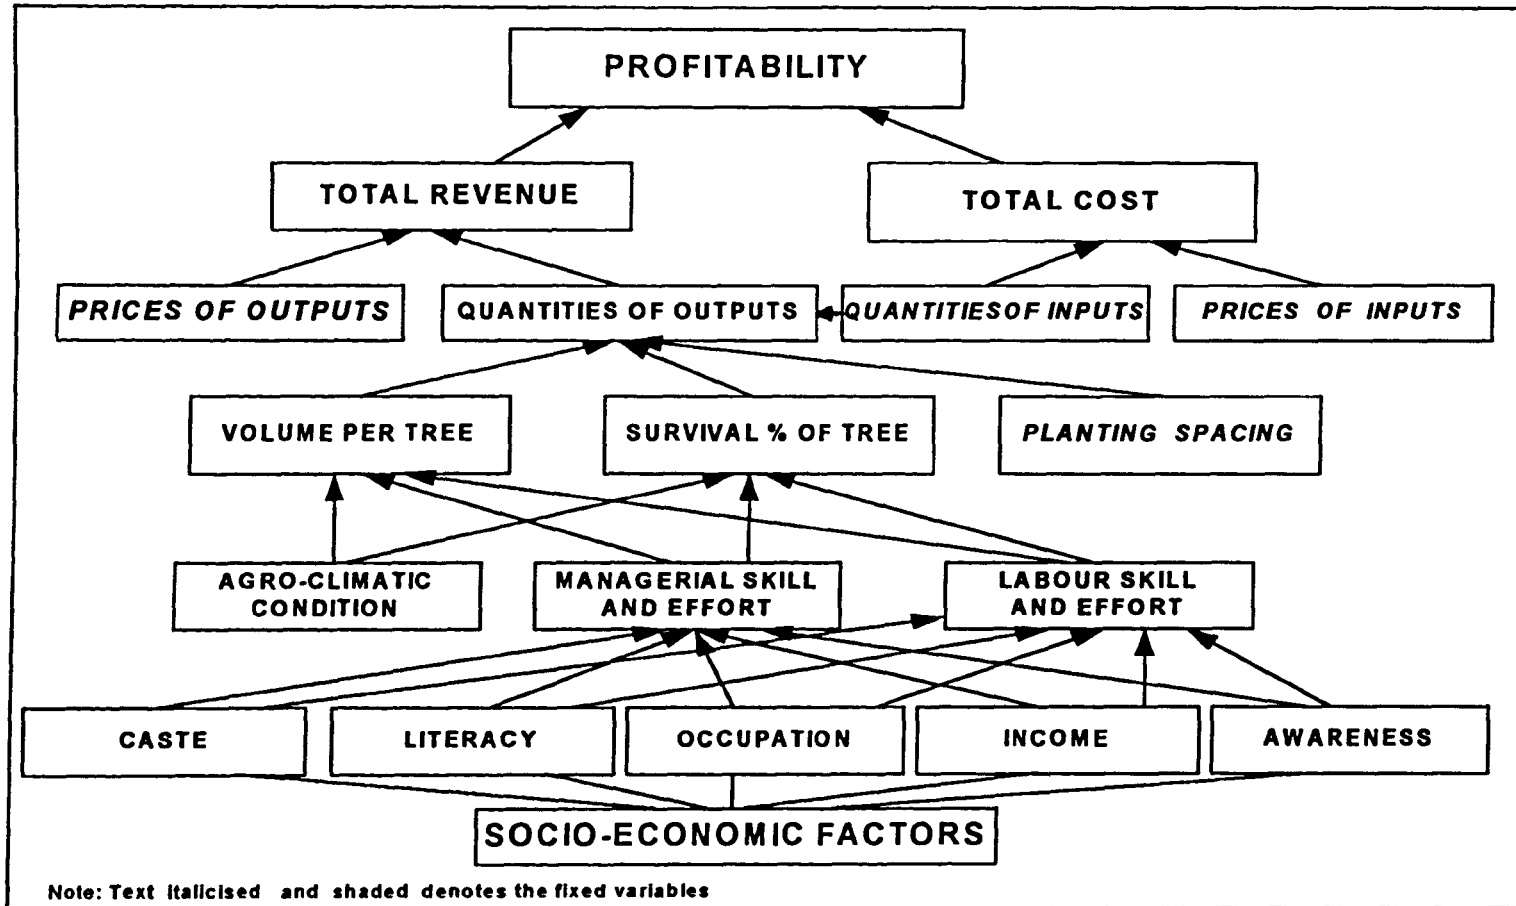 PROFITABILITY
TOTAL REVENUE
TOTAL COST
PRICES OF OUTPUTS
QUANTITIES OF OUTPUTS
QUANTITIES OF INPUTS
PRICES OF INPUTS
VOLUME PER TREE
SURVIVAL % OF TREE
PLANTING SPACING
AGRO-CLIMATIC
CONDITION
MANAGERIAL SKILL
AND EFFORT
LABOUR SKILL
AND EFFORT
CASTE
LITERACY
OCCUPATION
INCOME
AWARENESS
SOCIO-ECONOMIC FACTORS
Note: Text italicised and shaded denotes the fixed variables